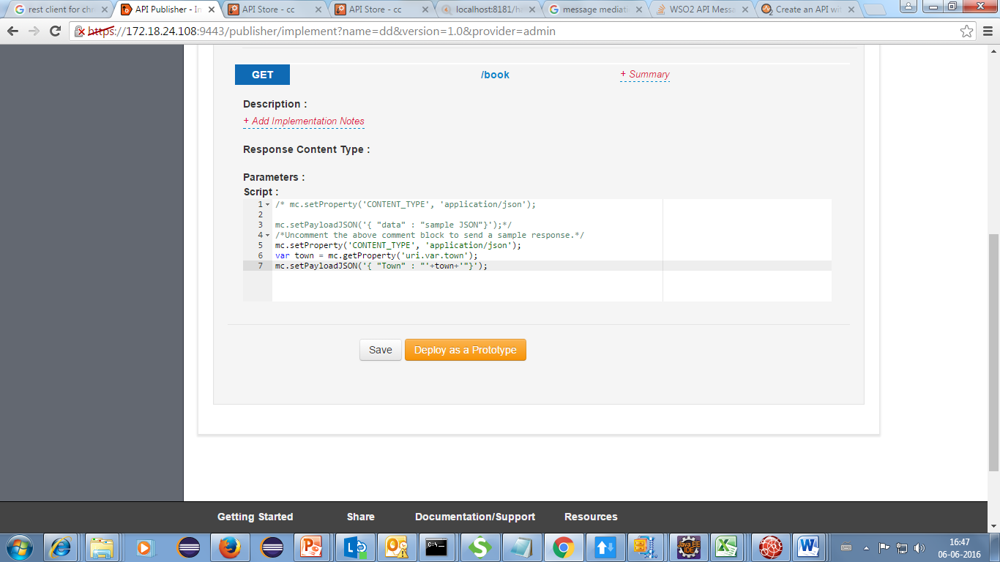 rest client for chr
API Publisher - In
API Store - cc
API Store - cc
localhost:8181/ha
message mediati
WSO2 API Messa
Create an API wit
https://172.18.24.108:9443/publisher/implement?name=dd&version=1.0&provider=admin
GET /book + Summary
Description :
+ Add Implementation Notes
Response Content Type :
Parameters :
Script :
1 /* mc.setProperty('CONTENT_TYPE', 'application/json');
2
3 mc.setPayloadJSON('{ "data" : "sample JSON"}');*/
4 /*Uncomment the above comment block to send a sample response.*/
5 mc.setProperty('CONTENT_TYPE', 'application/json');
6 var town = mc.getProperty('uri.var.town');
7 mc.setPayloadJSON('{ "Town" : "'+town+'"}');
Save Deploy as a Prototype
Getting Started Share Documentation/Support Resources
16:47
06-06-2016